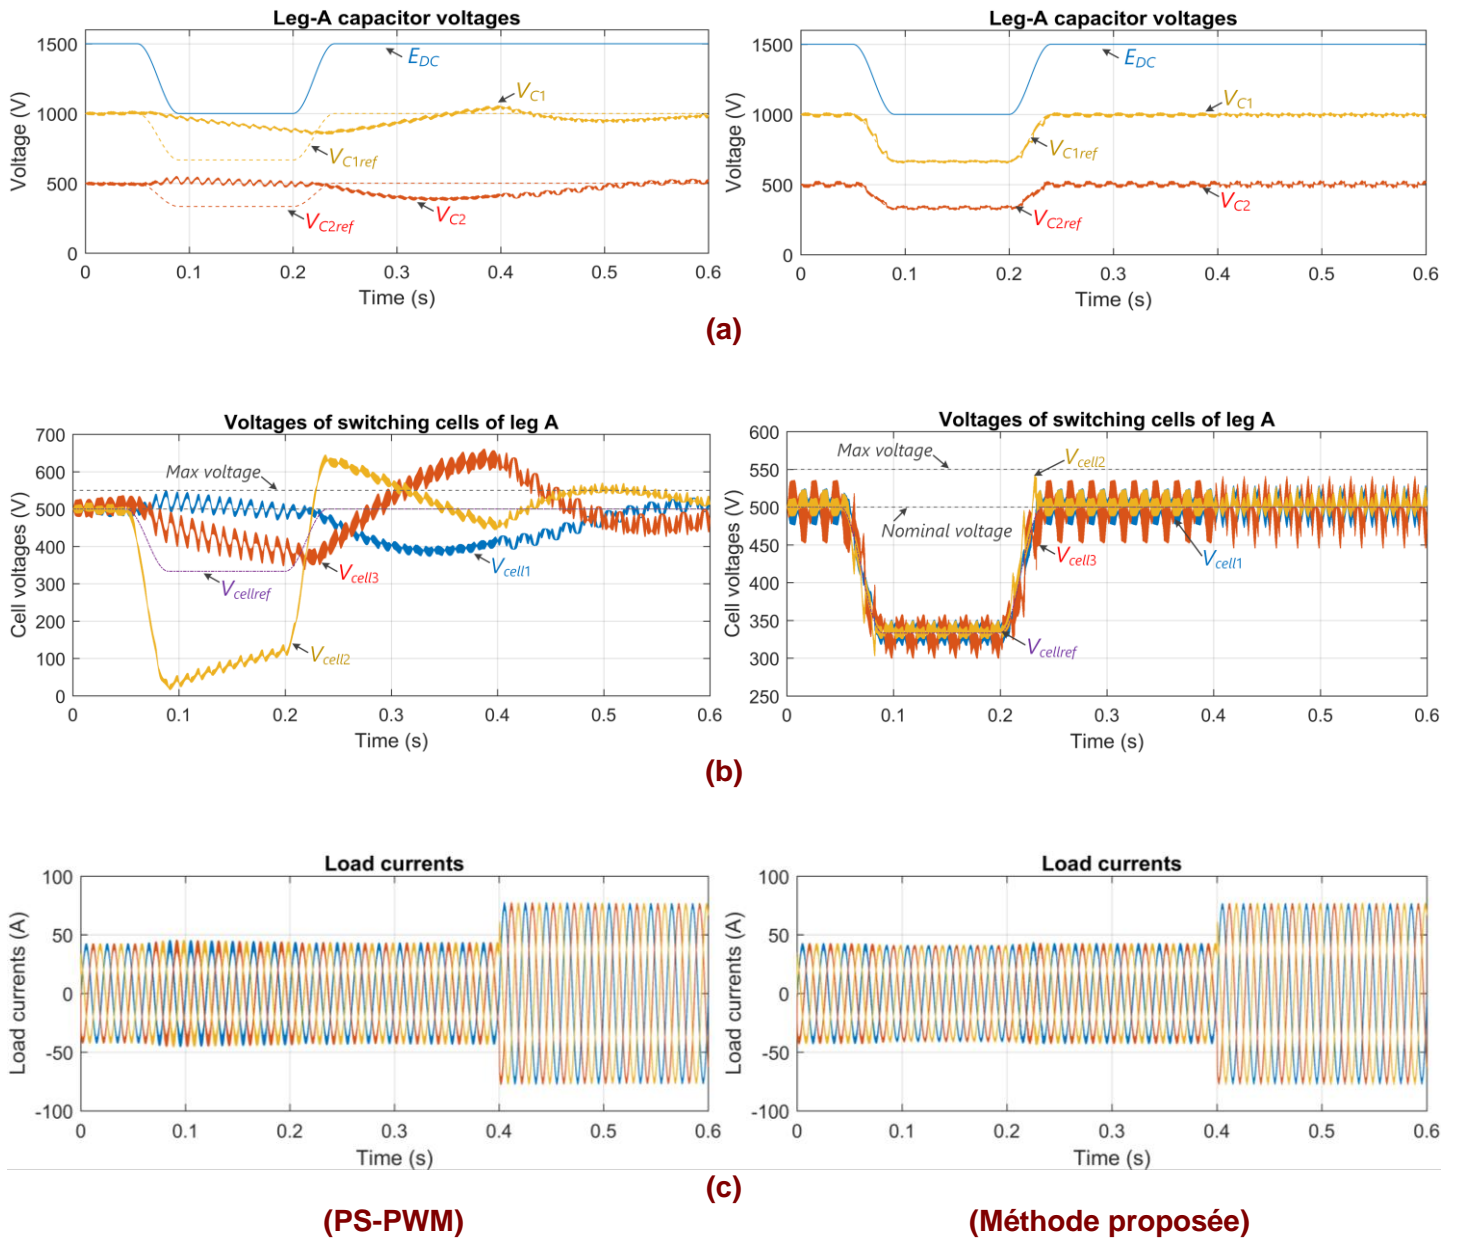 Leg-A capacitor voltages
1500
1000
500
0
Voltage (V)
E_DC
V_C1
V_C1ref
V_C2ref
V_C2
0 0.1 0.2 0.3 0.4 0.5 0.6
Time (s)
Leg-A capacitor voltages
1500
1000
500
0
Voltage (V)
E_DC
V_C1
V_C1ref
V_C2ref
V_C2
0 0.1 0.2 0.3 0.4 0.5 0.6
Time (s)
(a)
Voltages of switching cells of leg A
700
600
500
400
300
200
100
0
Cell voltages (V)
Max voltage
V_cell3
V_cell1
V_cellref
V_cell2
0 0.1 0.2 0.3 0.4 0.5 0.6
Time (s)
Voltages of switching cells of leg A
600
550
500
450
400
350
300
250
Cell voltages (V)
Max voltage
V_cell2
Nominal voltage
V_cell3
V_cell1
V_cellref
0 0.1 0.2 0.3 0.4 0.5 0.6
Time (s)
(b)
Load currents
100
50
0
-50
-100
Load currents (A)
0 0.1 0.2 0.3 0.4 0.5 0.6
Time (s)
Load currents
100
50
0
-50
-100
Load currents (A)
0 0.1 0.2 0.3 0.4 0.5 0.6
Time (s)
(c)
(PS-PWM)
(Méthode proposée)